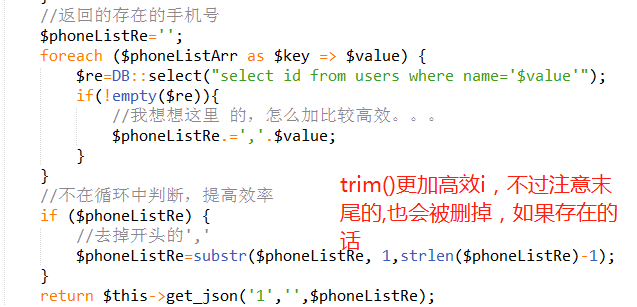 }
//返回的存在的手机号
$phoneListRe='';
foreach ($phoneListArr as $key => $value) {
$re=DB::select("select id from users where name='$value'");
if(!empty($re)){
//我想想这里 的，怎么加比较高效。。。
$phoneListRe.=','.$value;
}
}
//不在循环中判断，提高效率
if ($phoneListRe) {
//去掉开头的','
$phoneListRe=substr($phoneListRe, 1,strlen($phoneListRe)-1);
}
return $this->get_json('1','',$phoneListRe);
trim()更加高效i，不过注意末
尾的,也会被删掉，如果存在的
话